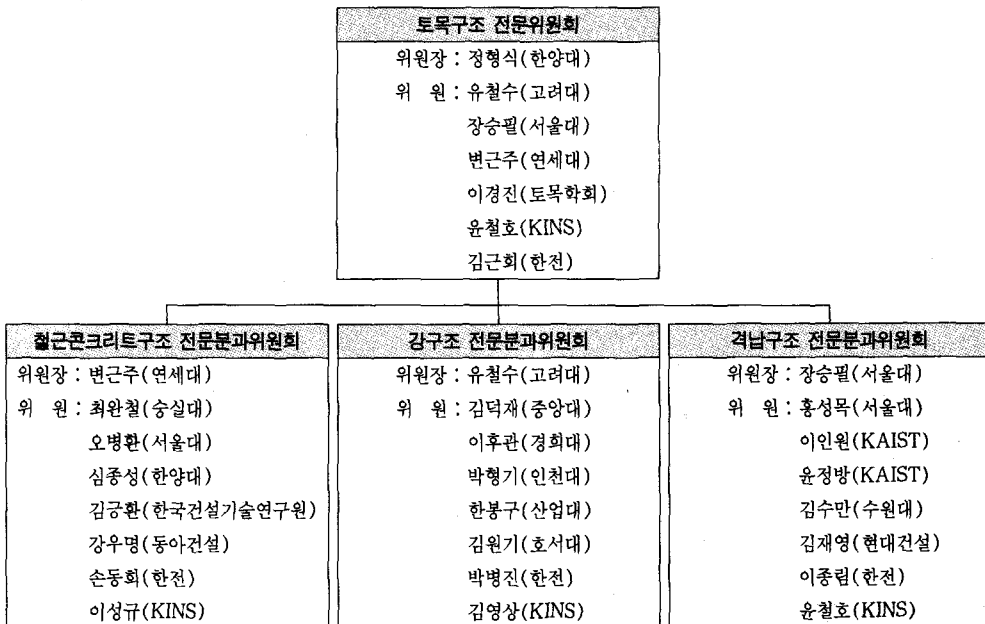 토목구조 전문위원회
위원장 : 정형식(한양대)
위 원 : 유철수(고려대)
장승필(서울대)
변근주(연세대)
이경진(토목학회)
윤철호(KINS)
김근회(한전)
철근콘크리트구조 전문분과위원회
위원장 : 변근주(연세대)
위 원 : 최완철(숭실대)
오병환(서울대)
심종성(한양대)
김긍환(한국건설기술연구원)
강우명(동아건설)
손동희(한전)
이성규(KINS)
강구조 전문분과위원회
위원장 : 유철수(고려대)
위 원 : 김덕재(중앙대)
이후관(경희대)
박형기(인천대)
한봉구(산업대)
김원기(호서대)
박병진(한전)
김영상(KINS)
격납구조 전문분과위원회
위원장 : 장승필(서울대)
위 원 : 홍성목(서울대)
이인원(KAIST)
윤정방(KAIST)
김수만(수원대)
김재영(현대건설)
이종림(한전)
윤철호(KINS)